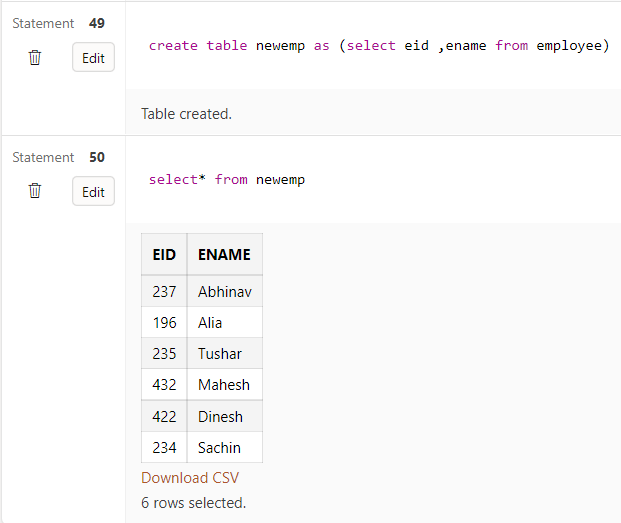 Statement 49
Edit
create table newemp as (select eid ,ename from employee)
Table created.
Statement 50
Edit
select* from newemp
EID ENAME
237 Abhinav
196 Alia
235 Tushar
432 Mahesh
422 Dinesh
234 Sachin
Download CSV
6 rows selected.